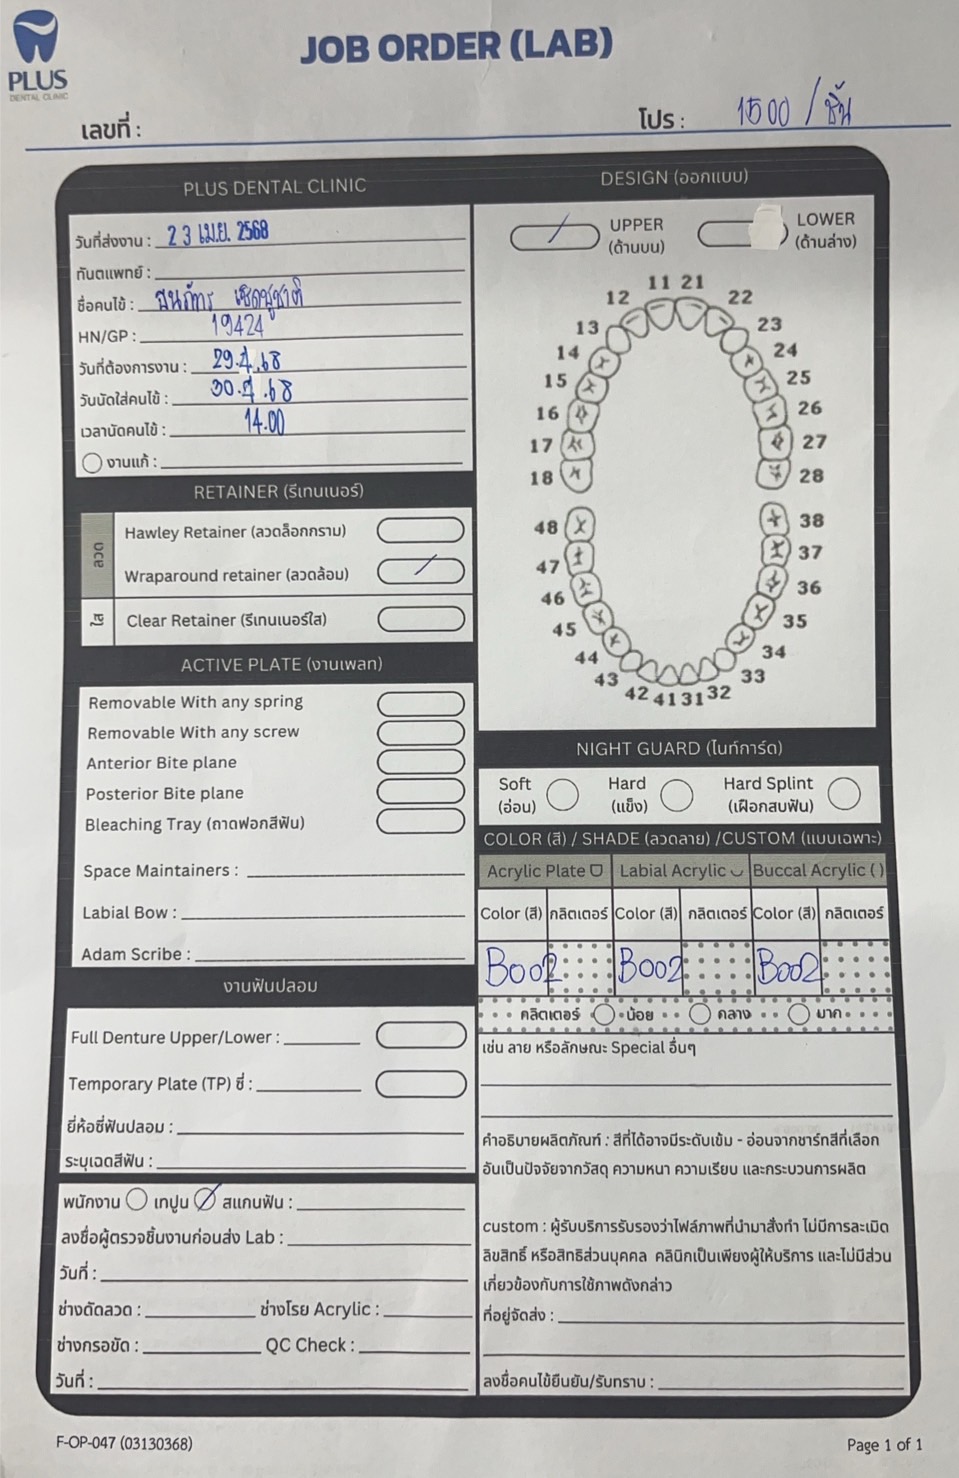 PLUS
DENTAL CLINIC
JOB ORDER (LAB)
เลขที่ :
โปร : 1500 / ชิ้น
PLUS DENTAL CLINIC
วันที่ส่งงาน : 23 เม.ย. 2568
ทันตแพทย์ :
ชื่อคนไข้ :
HN/GP : 19424
วันที่ต้องการงาน : 29.4.68
วันนัดใส่คนไข้ : 30.4.68
เวลานัดคนไข้ : 14.00
งานแก้ :
RETAINER (รีเทนเนอร์)
ลวด
Hawley Retainer (ลวดล็อกกราม)
Wraparound retainer (ลวดล้อม)
ใส
Clear Retainer (รีเทนเนอร์ใส)
ACTIVE PLATE (งานเพลท)
Removable With any spring
Removable With any screw
Anterior Bite plane
Posterior Bite plane
Bleaching Tray (ถาดฟอกสีฟัน)
Space Maintainers :
Labial Bow :
Adam Scribe :
งานฟันปลอม
Full Denture Upper/Lower :
Temporary Plate (TP) ซี่ :
ยี่ห้อซี่ฟันปลอม :
ระบุเฉดสีฟัน :
พนักงาน เทปูน สแกนฟัน :
ลงชื่อผู้ตรวจชิ้นงานก่อนส่ง Lab :
วันที่ :
ช่างดัดลวด : ช่างโรย Acrylic :
ช่างกรอขัด : QC Check :
วันที่ :
DESIGN (ออกแบบ)
UPPER
(ด้านบน)
LOWER
(ด้านล่าง)
11 21
12 22
13 23
14 24
15 25
16 26
17 27
18 28
48 38
47 37
46 36
45 35
44 34
43 33
42 41 31 32
NIGHT GUARD (ไนท์การ์ด)
Soft Hard Hard Splint
(อ่อน) (แข็ง) (เฝือกสบฟัน)
COLOR (สี) / SHADE (ลวดลาย) /CUSTOM (แบบเฉพาะ)
Acrylic Plate Labial Acrylic Buccal Acrylic ( )
Color (สี) กลิตเตอร์ Color (สี) กลิตเตอร์ Color (สี) กลิตเตอร์
B002 B002 B002
คลิตเตอร์ น้อย กลาง มาก
เช่น ลาย หรือลักษณะ Special อื่นๆ
คำอธิบายผลิตภัณฑ์ : สีที่ได้อาจมีระดับเข้ม - อ่อนจากชาร์ทสีที่เลือก
อันเป็นปัจจัยจากวัสดุ ความหนา ความเรียบ และกระบวนการผลิต
custom : ผู้รับบริการรับรองว่าไฟล์ภาพที่นำมาสั่งทำ ไม่มีการละเมิด
ลิขสิทธิ์ หรือสิทธิส่วนบุคคล คลินิกเป็นเพียงผู้ให้บริการ และไม่มีส่วน
เกี่ยวข้องกับการใช้ภาพดังกล่าว
ที่อยู่จัดส่ง :
ลงชื่อคนไข้ยืนยัน/รับทราบ :
F-OP-047 (03130368)
Page 1 of 1